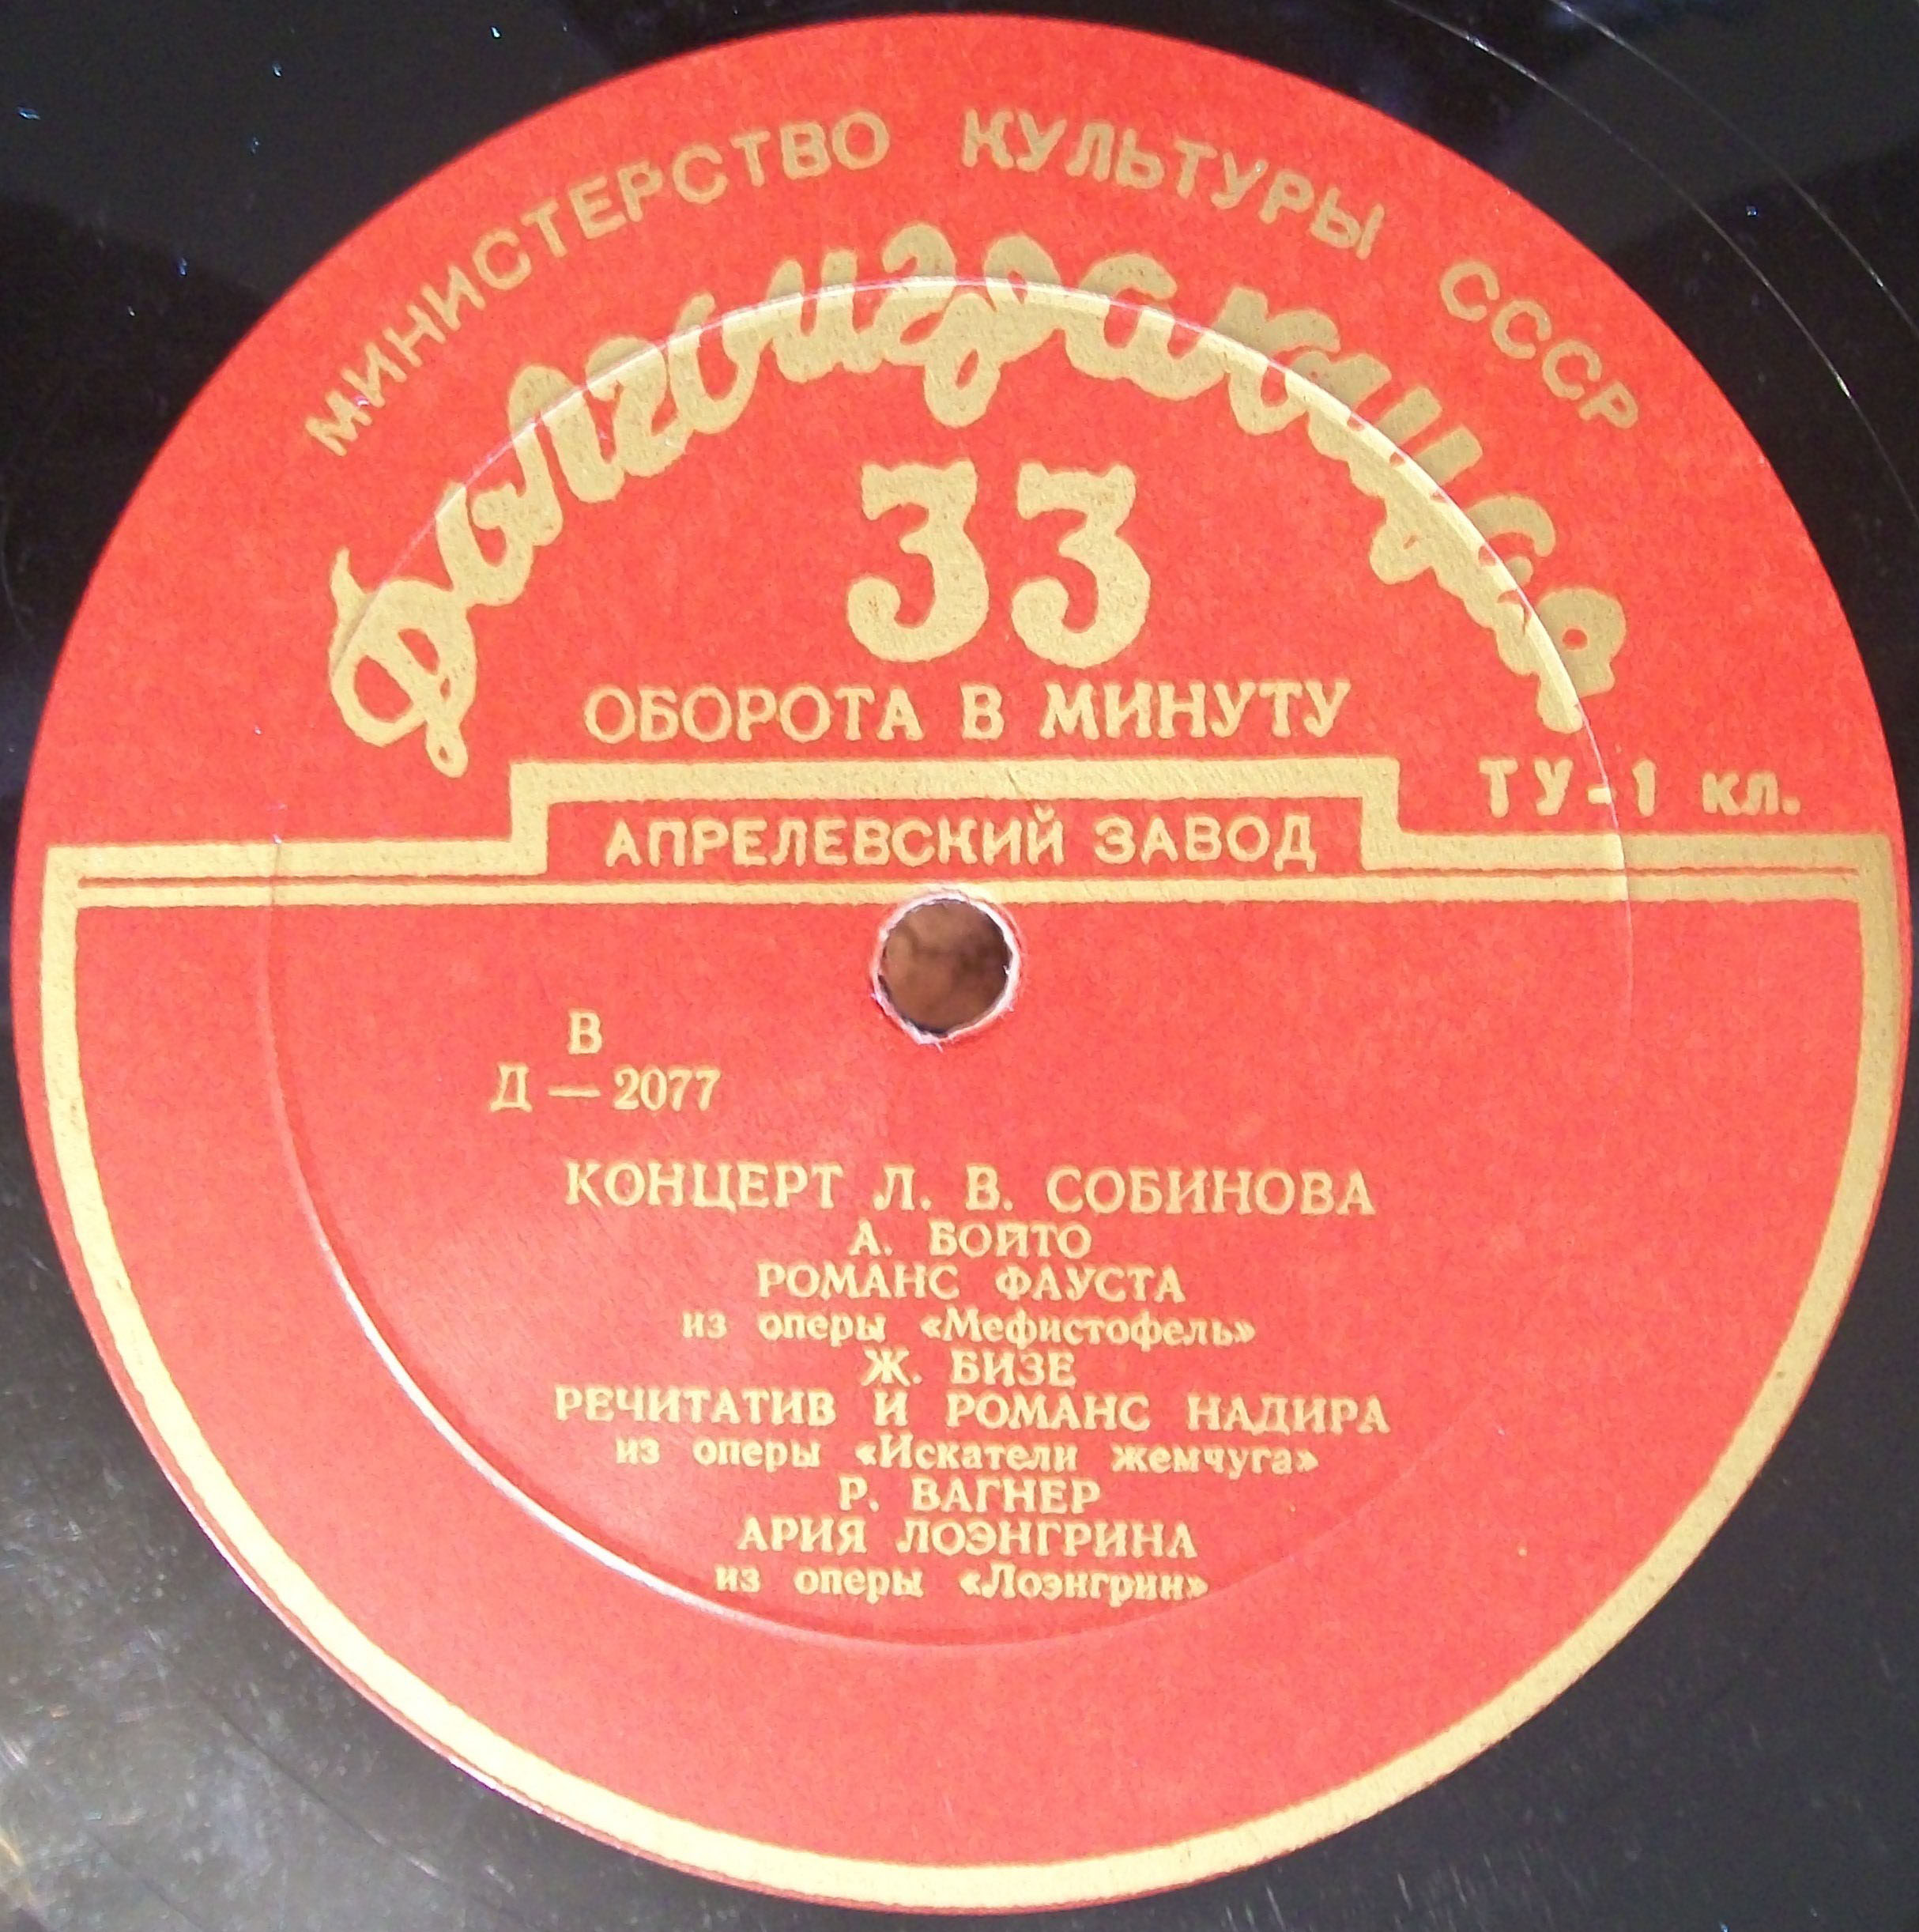 МИНИСТЕРСТВО КУЛЬТУРЫ СССР
Долгоиграющая
33
ОБОРОТА В МИНУТУ
ТУ-1 кл.
АПРЕЛЕВСКИЙ ЗАВОД
В
Д — 2077
КОНЦЕРТ Л. В. СОБИНОВА
А. БОЙТО
РОМАНС ФАУСТА
из оперы «Мефистофель»
Ж. БИЗЕ
РЕЧИТАТИВ И РОМАНС НАДИРА
из оперы «Искатели жемчуга»
Р. ВАГНЕР
АРИЯ ЛОЭНГРИНА
из оперы «Лоэнгрин»